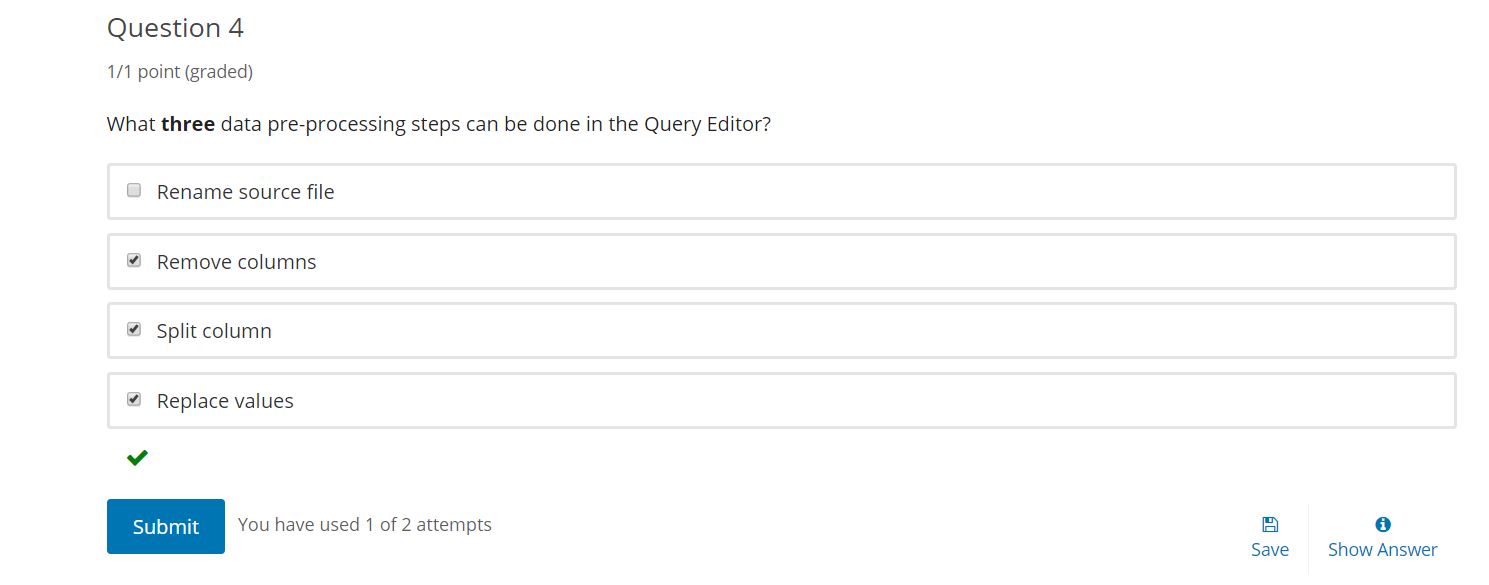 Question 4
1/1 point (graded)
What three data pre-processing steps can be done in the Query Editor?
Rename source file
Remove columns
Split column
Replace values
Submit
You have used 1 of 2 attempts
Save
Show Answer